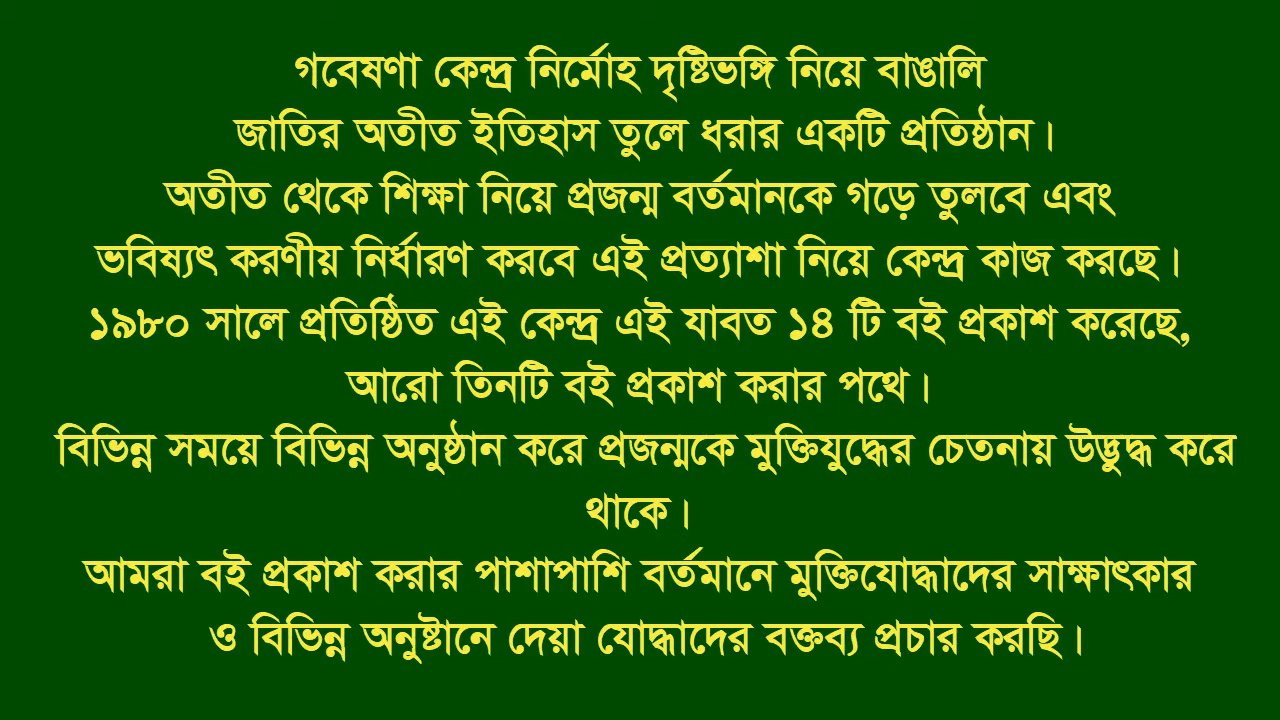 গবেষণা কেন্দ্র নির্মোহ দৃষ্টিভঙ্গি নিয়ে বাঙালি
জাতির অতীত ইতিহাস তুলে ধরার একটি প্রতিষ্ঠান।
অতীত থেকে শিক্ষা নিয়ে প্রজন্ম বর্তমানকে গড়ে তুলবে এবং
ভবিষ্যৎ করণীয় নির্ধারণ করবে এই প্রত্যাশা নিয়ে কেন্দ্র কাজ করছে।
১৯৮০ সালে প্রতিষ্ঠিত এই কেন্দ্র এই যাবত ১৪ টি বই প্রকাশ করেছে,
আরো তিনটি বই প্রকাশ করার পথে।
বিভিন্ন সময়ে বিভিন্ন অনুষ্ঠান করে প্রজন্মকে মুক্তিযুদ্ধের চেতনায় উদ্ভুদ্ধ করে
থাকে।
আমরা বই প্রকাশ করার পাশাপাশি বর্তমানে মুক্তিযোদ্ধাদের সাক্ষাৎকার
ও বিভিন্ন অনুষ্টানে দেয়া যোদ্ধাদের বক্তব্য প্রচার করছি।